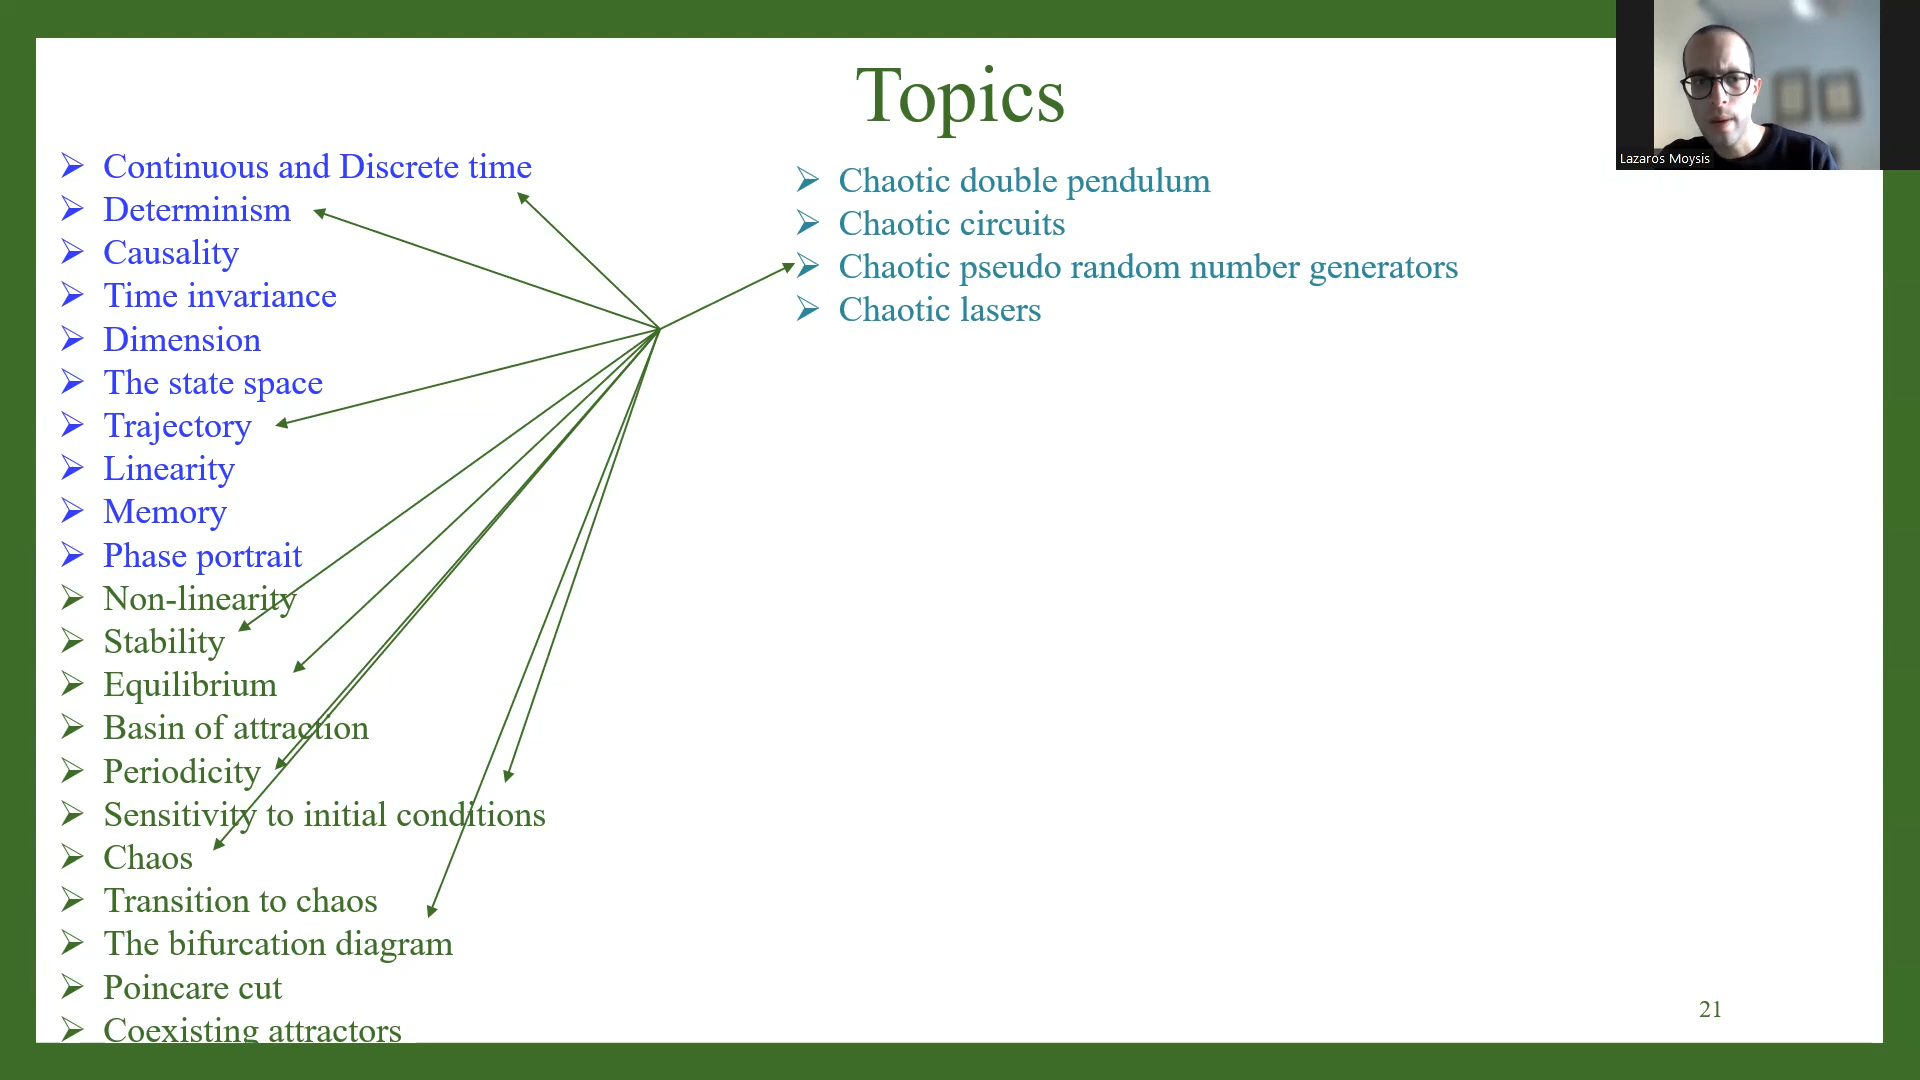 Topics
Continuous and Discrete time
Determinism
Causality
Time invariance
Dimension
The state space
Trajectory
Linearity
Memory
Phase portrait
Non-linearity
Stability
Equilibrium
Basin of attraction
Periodicity
Sensitivity to initial conditions
Chaos
Transition to chaos
The bifurcation diagram
Poincare cut
Coexisting attractors
Chaotic double pendulum
Chaotic circuits
Chaotic pseudo random number generators
Chaotic lasers
Lazaros Moysis
21